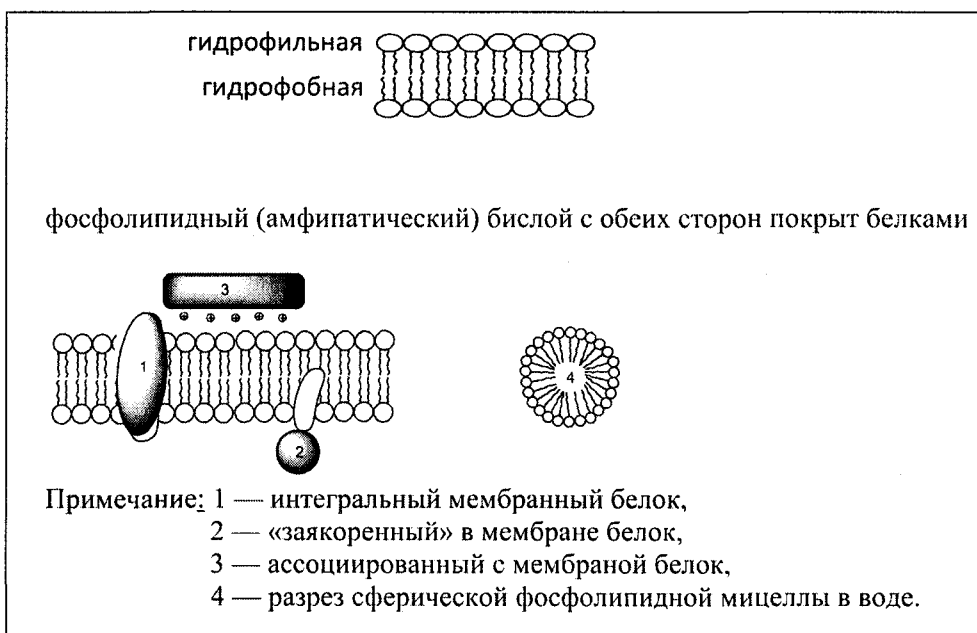 гидрофильная
гидрофобная
фосфолипидный (амфипатический) бислой с обеих сторон покрыт белками
3
1
2
4
Примечание: 1 — интегральный мембранный белок,
2 — «заякоренный» в мембране белок,
3 — ассоциированный с мембраной белок,
4 — разрез сферической фосфолипидной мицеллы в воде.